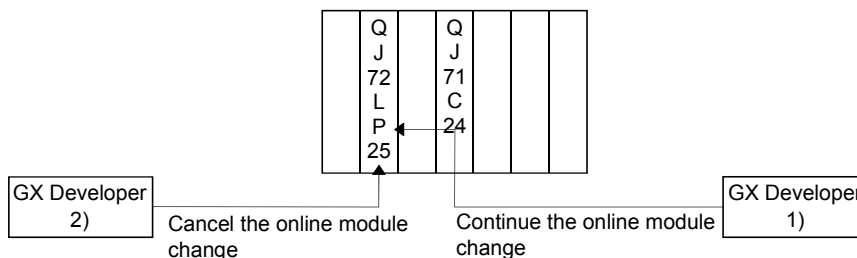 Q
J
72
L
P
25
Q
J
71
C
24
GX Developer
2)
Cancel the online module
change
Continue the online module
change
GX Developer
1)